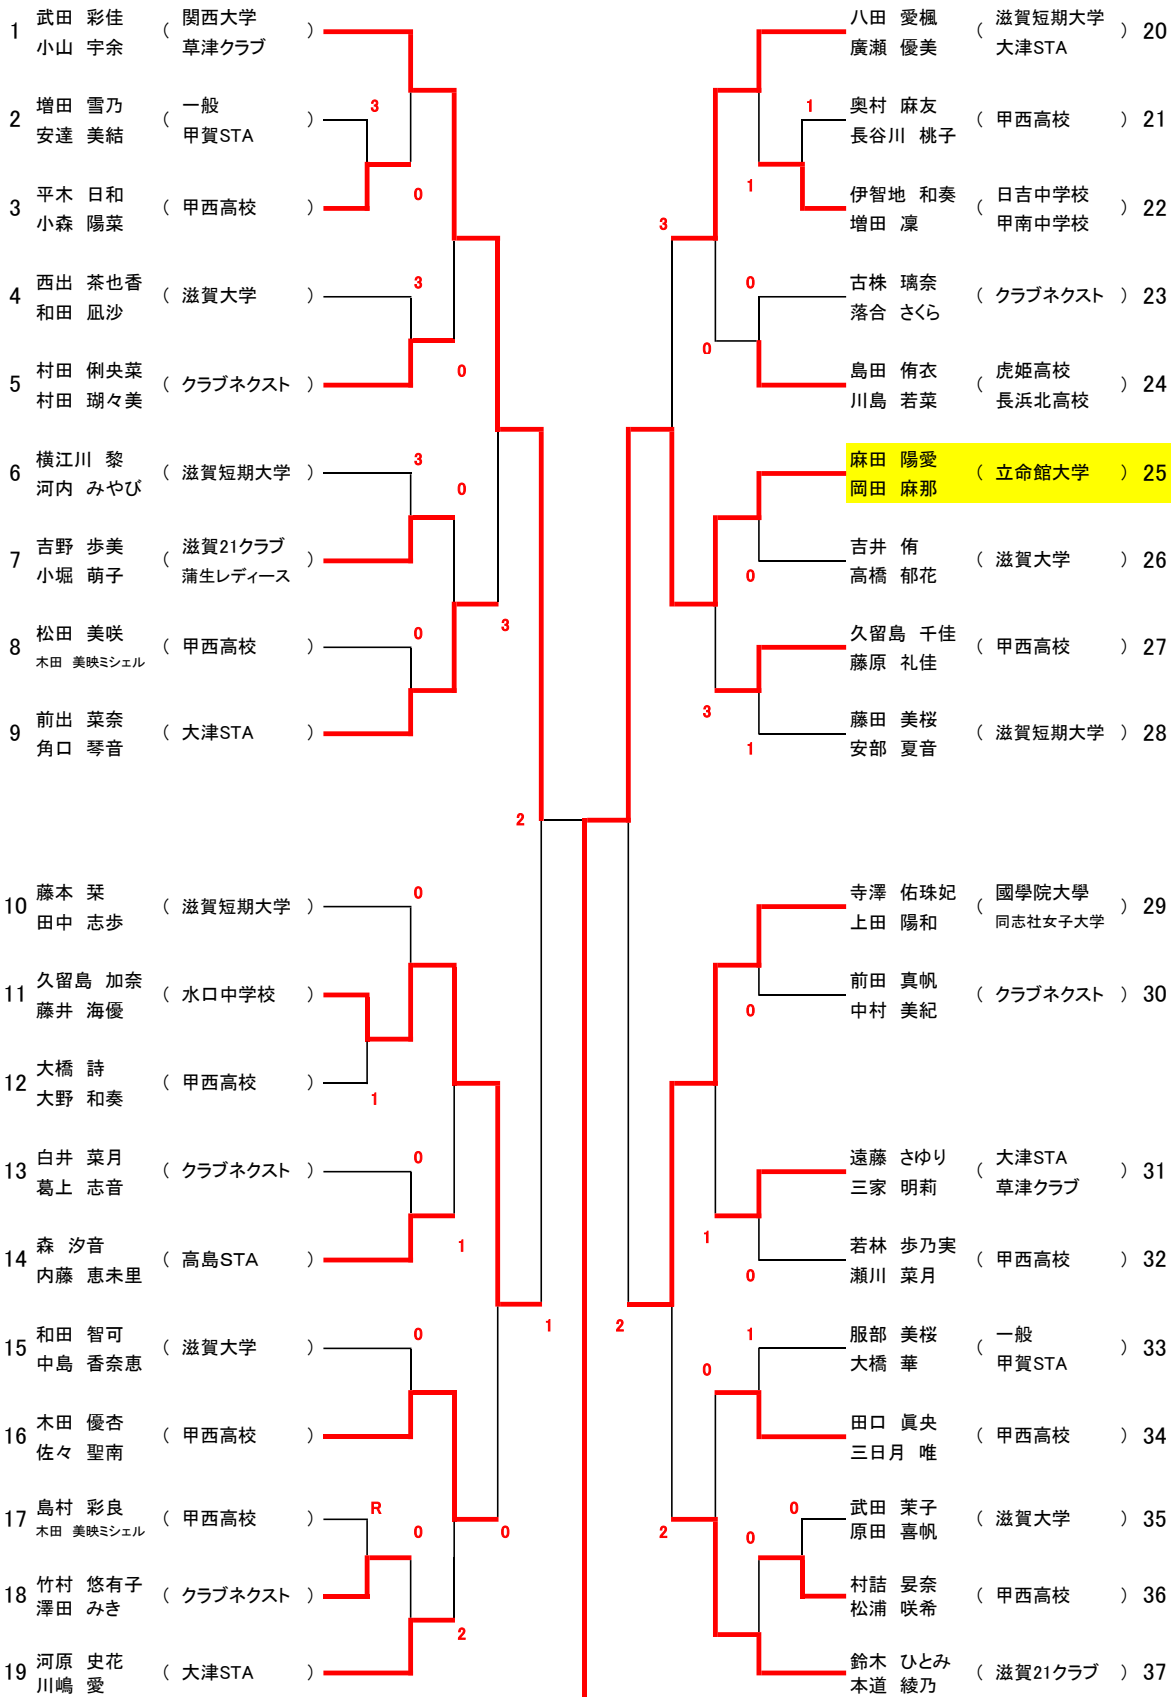 1 武田 彩佳 ( 関西大学 )
小山 宇余 草津クラブ
3
2 増田 雪乃 ( 一般 )
安達 美結 甲賀STA
0
3 平木 日和 ( 甲西高校 )
小森 陽菜
4 西出 茶也香 ( 滋賀大学 )
和田 凪沙
3
0
5 村田 俐央菜 ( クラブネクスト )
村田 瑚々美
6 横江川 黎 ( 滋賀短期大学 )
河内 みやび
3
0
7 吉野 歩美 ( 滋賀21クラブ )
小堀 萌子 蒲生レディース
8 松田 美咲 ( 甲西高校 )
木田 美映ミシェル
0
3
9 前出 菜奈 ( 大津STA )
角口 琴音
2
10 藤本 栞 ( 滋賀短期大学 )
田中 志歩
0
11 久留島 加奈 ( 水口中学校 )
藤井 海優
12 大橋 詩 ( 甲西高校 )
大野 和奏
1
13 白井 菜月 ( クラブネクスト )
葛上 志音
0
1
14 森 汐音 ( 高島STA )
内藤 恵未里
1
15 和田 智可 ( 滋賀大学 )
中島 香奈恵
0
16 木田 優杏 ( 甲西高校 )
佐々 聖南
17 島村 彩良 ( 甲西高校 )
木田 美映ミシェル
R
0
0
18 竹村 悠有子 ( クラブネクスト )
澤田 みき
2
19 河原 史花 ( 大津STA )
川嶋 愛
八田 愛楓 ( 滋賀短期大学 ) 20
廣瀬 優美 大津STA
1
奥村 麻友 ( 甲西高校 ) 21
長谷川 桃子
1
伊智地 和奏 ( 日吉中学校 ) 22
増田 凜 甲南中学校
3
0
古株 璃奈 ( クラブネクスト ) 23
落合 さくら
0
島田 侑衣 ( 虎姫高校 ) 24
川島 若菜 長浜北高校
麻田 陽愛 ( 立命館大学 ) 25
岡田 麻那
吉井 侑 ( 滋賀大学 ) 26
高橋 郁花
0
久留島 千佳 ( 甲西高校 ) 27
藤原 礼佳
3
藤田 美桜 ( 滋賀短期大学 ) 28
安部 夏音
1
寺澤 佑珠妃 ( 國學院大學 ) 29
上田 陽和 同志社女子大学
前田 真帆 ( クラブネクスト ) 30
中村 美紀
0
遠藤 さゆり ( 大津STA ) 31
三家 明莉 草津クラブ
1
若林 歩乃実 ( 甲西高校 ) 32
瀬川 菜月
0
2
1
服部 美桜 ( 一般 ) 33
大橋 華 甲賀STA
0
田口 眞央 ( 甲西高校 ) 34
三日月 唯
0
武田 茉子 ( 滋賀大学 ) 35
原田 喜帆
2
0
村詰 晏奈 ( 甲西高校 ) 36
松浦 咲希
鈴木 ひとみ ( 滋賀21クラブ ) 37
本道 綾乃